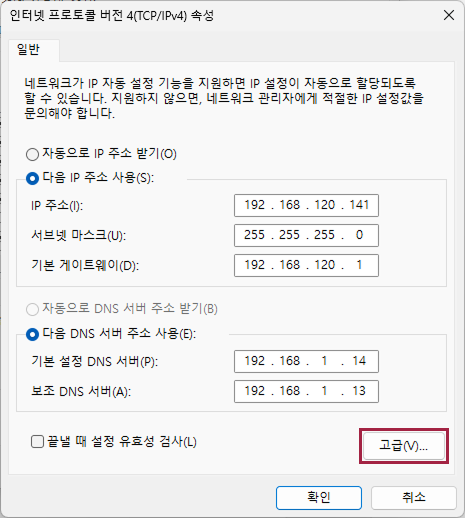 인터넷 프로토콜 버전 4(TCP/IPv4) 속성
일반
네트워크가 IP 자동 설정 기능을 지원하면 IP 설정이 자동으로 할당되도록
할 수 있습니다. 지원하지 않으면, 네트워크 관리자에게 적절한 IP 설정값을
문의해야 합니다.
자동으로 IP 주소 받기(O)
다음 IP 주소 사용(S):
IP 주소(I): 192 . 168 . 120 . 141
서브넷 마스크(U): 255 . 255 . 255 . 0
기본 게이트웨이(D): 192 . 168 . 120 . 1
자동으로 DNS 서버 주소 받기(B)
다음 DNS 서버 주소 사용(E):
기본 설정 DNS 서버(P): 192 . 168 . 1 . 14
보조 DNS 서버(A): 192 . 168 . 1 . 13
끝낼 때 설정 유효성 검사(L)
고급(V)...
확인 취소